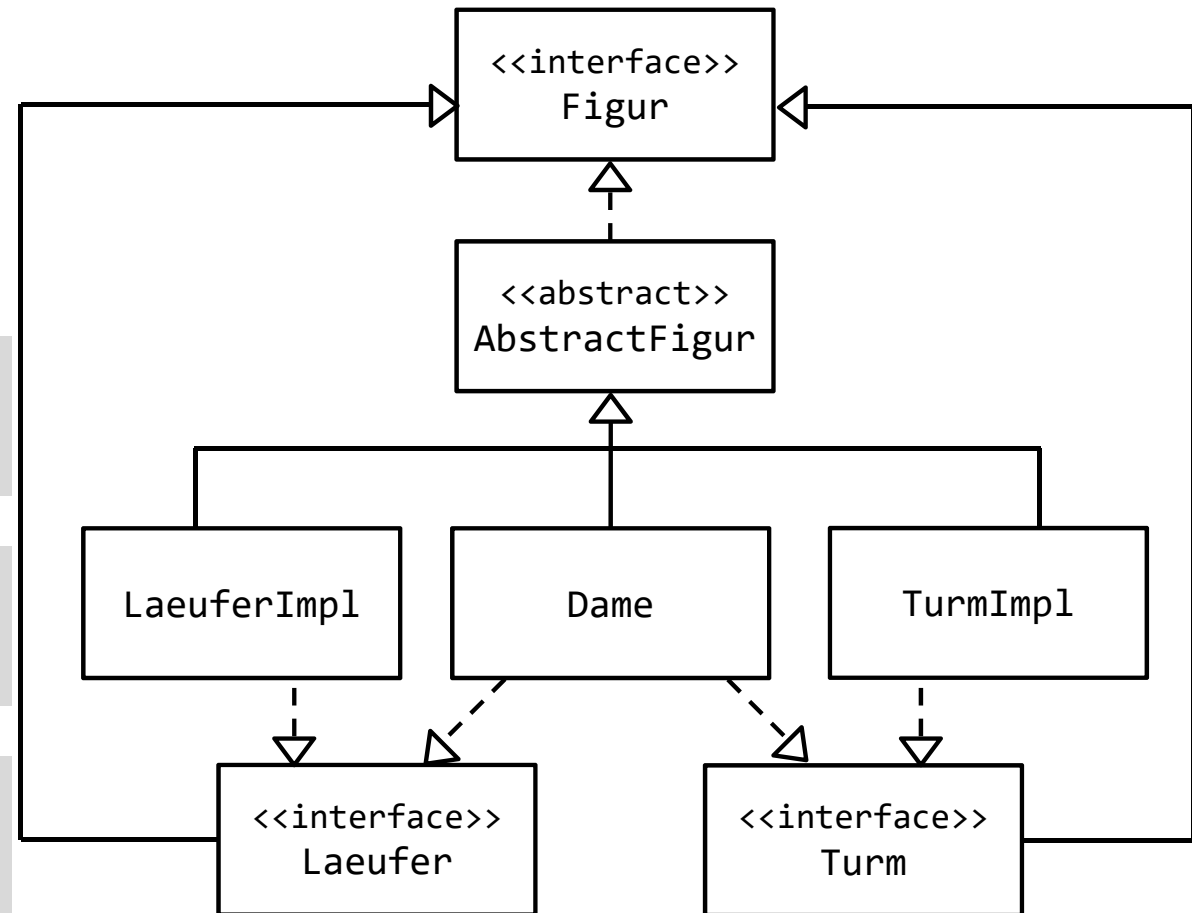 <<interface>>
Figur
<<abstract>>
AbstractFigur
LaeuferImpl
Dame
TurmImpl
<<interface>>
Laeufer
<<interface>>
Turm